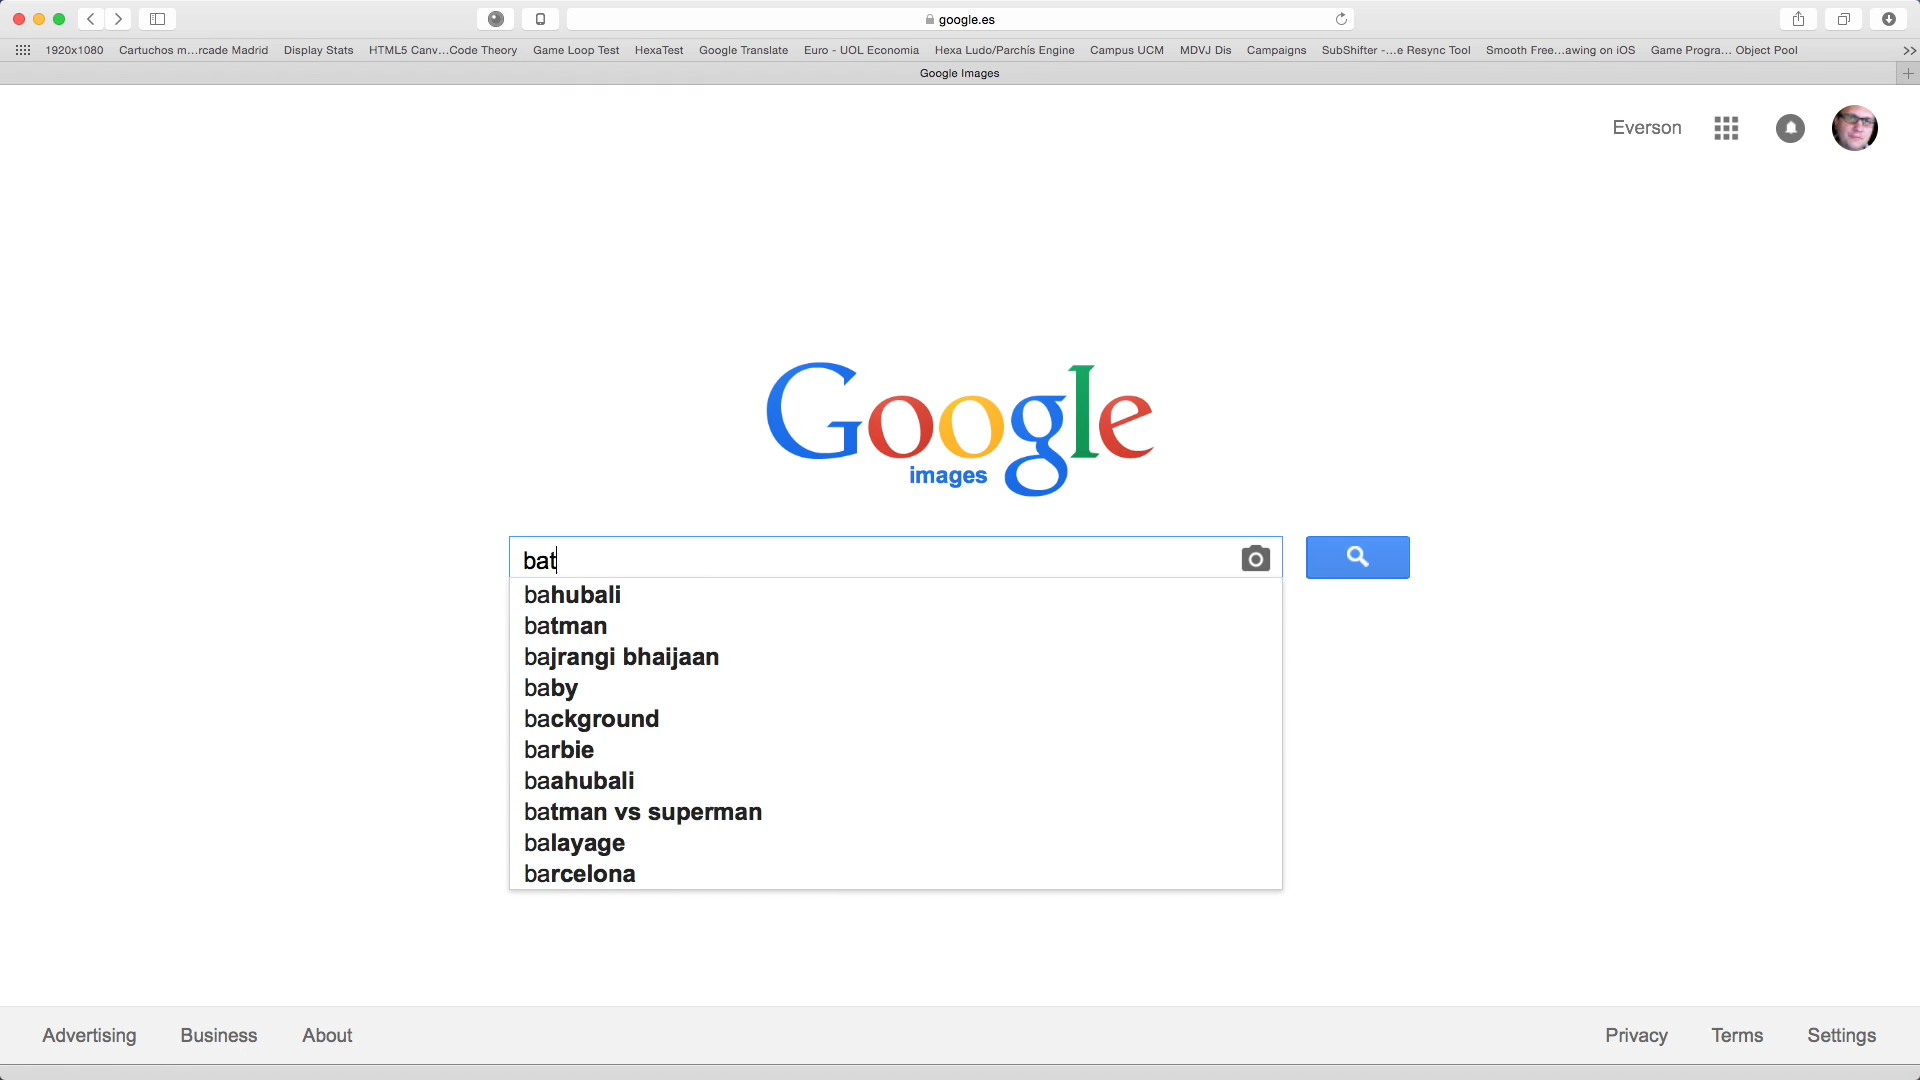 google.es
1920x1080 Cartuchos m...rcade Madrid Display Stats HTML5 Canv...Code Theory Game Loop Test HexaTest Google Translate Euro - UOL Economia Hexa Ludo/Parchís Engine Campus UCM MDVJ Dis Campaigns SubShifter -...e Resync Tool Smooth Free...awing on iOS Game Progra... Object Pool
Google Images
Everson
Google
images
bat
bahubali
batman
bajrangi bhaijaan
baby
background
barbie
baahubali
batman vs superman
balayage
barcelona
Advertising Business About Privacy Terms Settings